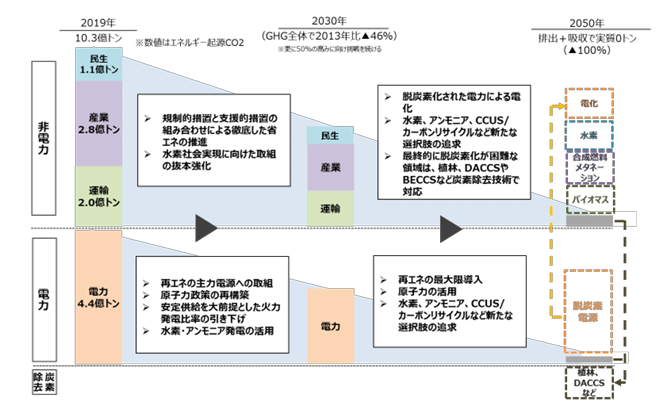 2019年
10.3億トン
※数値はエネルギー起源CO2
2030年
(GHG全体で2013年比▲46%)
※更に50%の高みに向け挑戦を続ける
2050年
排出+吸収で実質0トン
(▲100%)
非電力
民生
1.1億トン
産業
2.8億トン
運輸
2.0億トン
➢ 規制的措置と支援的措置の
組み合わせによる徹底した省
エネの推進
➢ 水素社会実現に向けた取組
の抜本強化
民生
産業
運輸
➢ 脱炭素化された電力による電
化
➢ 水素、アンモニア、CCUS/
カーボンリサイクルなど新たな
選択肢の追求
➢ 最終的に脱炭素化が困難な
領域は、植林、DACCSや
BECCSなど炭素除去技術で
対応
電化
水素
合成燃料
メタネー
ション
バイオマス
電力
電力
4.4億トン
➢ 再エネの主力電源への取組
➢ 原子力政策の再構築
➢ 安定供給を大前提とした火力
発電比率の引き下げ
➢ 水素・アンモニア発電の活用
電力
➢ 再エネの最大限導入
➢ 原子力の活用
➢ 水素、アンモニア、CCUS/
カーボンリサイクルなど新たな
選択肢の追求
脱炭素
電源
炭素除去
植林、
DACCS
など